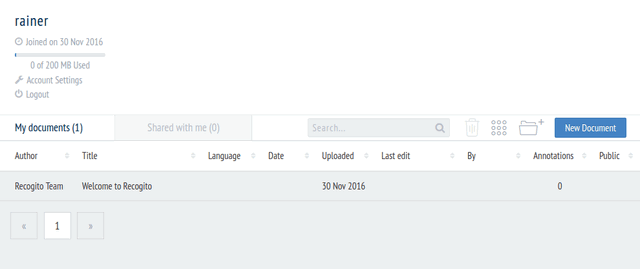 rainer
Joined on 30 Nov 2016
0 of 200 MB Used
Account Settings
Logout
My documents (1) Shared with me (0) Search... New Document
Author Title Language Date Uploaded Last edit By Annotations Public
Recogito Team Welcome to Recogito 30 Nov 2016 0
« 1 »